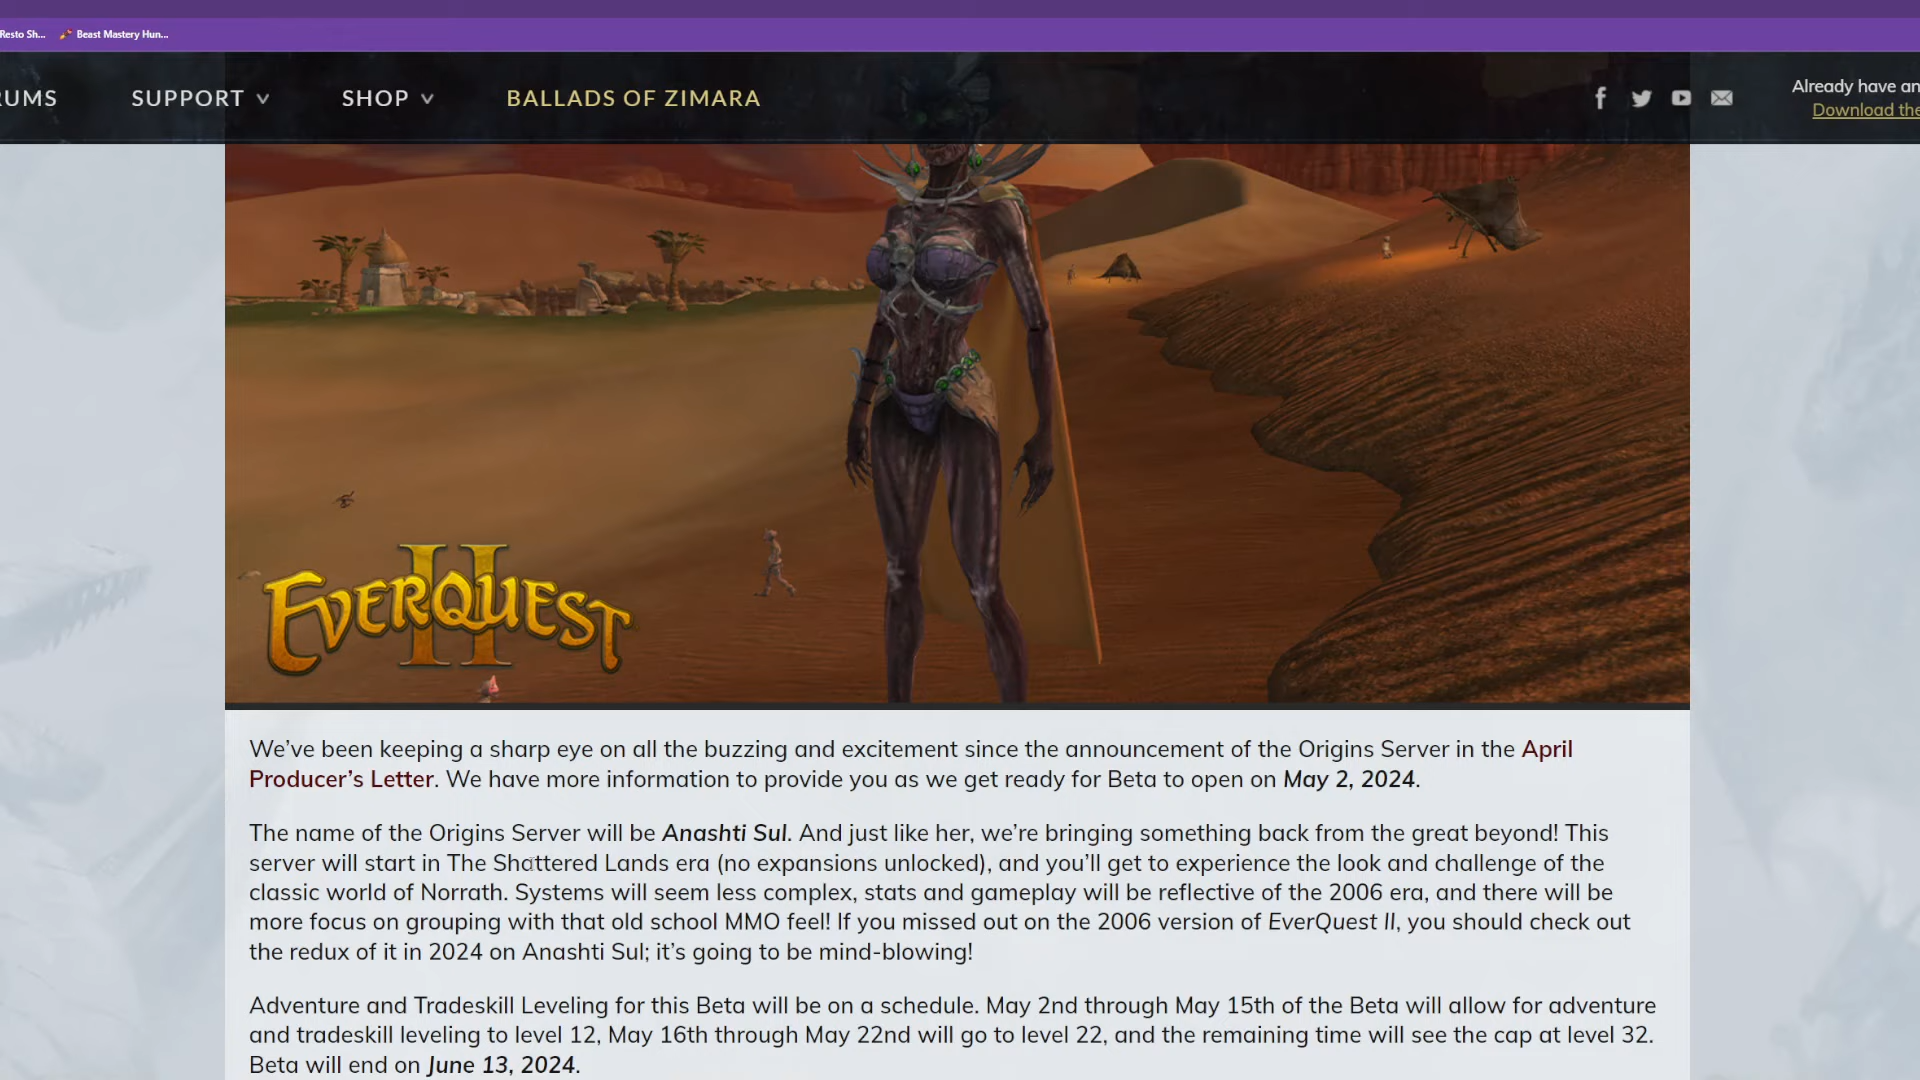 Resto Sh... Beast Mastery Hun...
RUMS SUPPORT SHOP BALLADS OF ZIMARA
Already have an
Download the
EVERQUEST
II
We’ve been keeping a sharp eye on all the buzzing and excitement since the announcement of the Origins Server in the April
Producer’s Letter. We have more information to provide you as we get ready for Beta to open on May 2, 2024.
The name of the Origins Server will be Anashti Sul. And just like her, we’re bringing something back from the great beyond! This
server will start in The Shattered Lands era (no expansions unlocked), and you’ll get to experience the look and challenge of the
classic world of Norrath. Systems will seem less complex, stats and gameplay will be reflective of the 2006 era, and there will be
more focus on grouping with that old school MMO feel! If you missed out on the 2006 version of EverQuest II, you should check out
the redux of it in 2024 on Anashti Sul; it’s going to be mind-blowing!
Adventure and Tradeskill Leveling for this Beta will be on a schedule. May 2nd through May 15th of the Beta will allow for adventure
and tradeskill leveling to level 12, May 16th through May 22nd will go to level 22, and the remaining time will see the cap at level 32.
Beta will end on June 13, 2024.